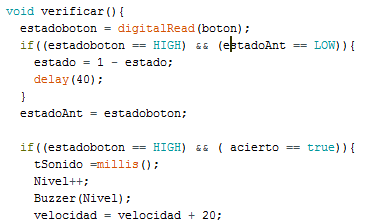 void verificar(){
estadoboton = digitalRead(boton);
if((estadoboton == HIGH) && (estadoAnt == LOW)){
estado = 1 - estado;
delay(40);
}
estadoAnt = estadoboton;
if((estadoboton == HIGH) && ( acierto == true)){
tSonido =millis();
Nivel++;
Buzzer(Nivel);
velocidad = velocidad + 20;